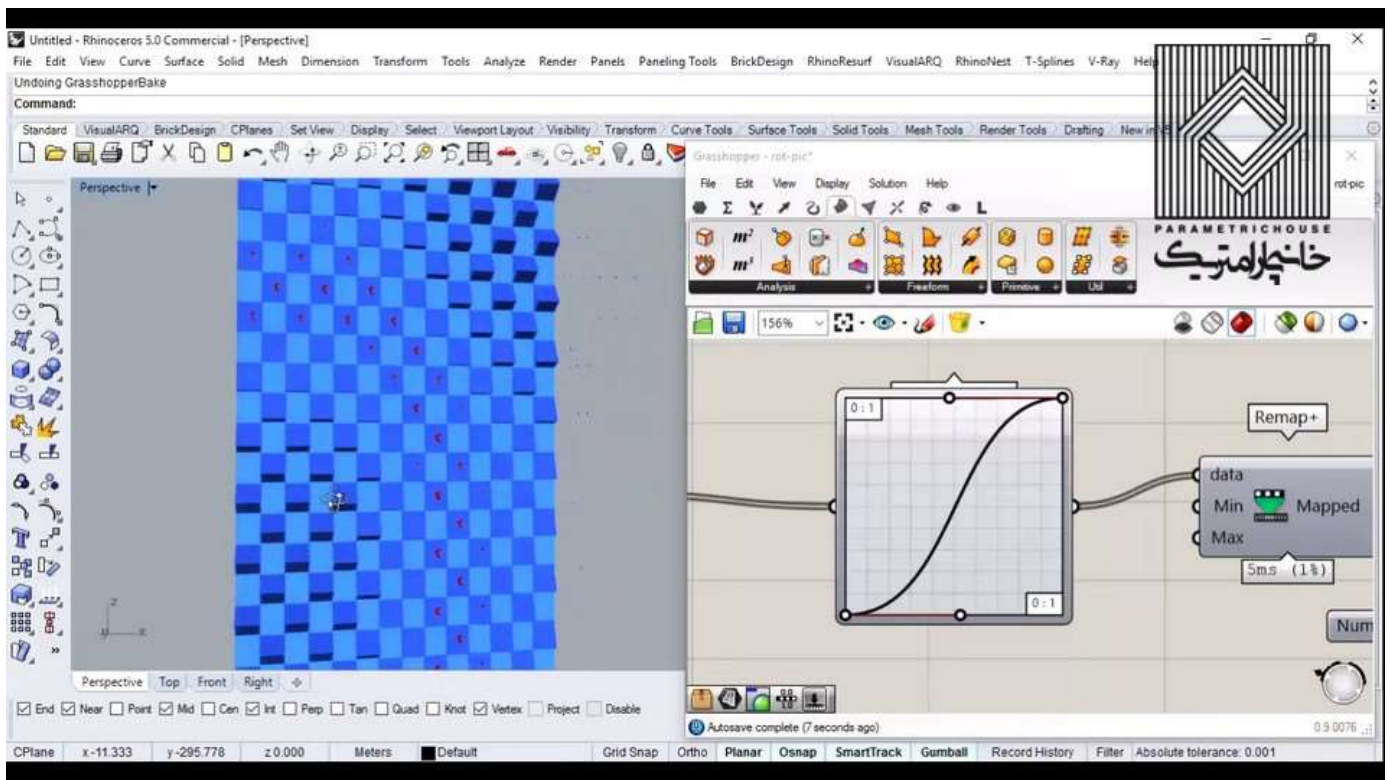 Untitled - Rhinoceros 5.0 Commercial - [Perspective]
File Edit View Curve Surface Solid Mesh Dimension Transform Tools Analyze Render Panels Paneling Tools BrickDesign RhinoResurf VisualARQ RhinoNest T-Splines V-Ray Help
Undoing GrasshopperBake
Command:
Standard VisualARQ BrickDesign CPlanes Set View Display Select Viewport Layout Visibility Transform Curve Tools Surface Tools Solid Tools Mesh Tools Render Tools Drafting New in
Perspective
Grasshopper - rot-pic*
File Edit View Display Solution Help
rot-pic
PARAMETRICHOUSE
خانه پارامتریک
Analysis Freeform Primitive Util
156%
0 : 1
0 : 1
Remap+
data
Min
Max
Mapped
5ms (1%)
Num
z
y x
Perspective Top Front Right
End Near Point Mid Cen Int Perp Tan Quad Knot Vertex Project Disable
Autosave complete (7 seconds ago)
0.9.0076
CPlane x -11.333 y -295.778 z 0.000 Meters Default Grid Snap Ortho Planar Osnap SmartTrack Gumball Record History Filter Absolute tolerance: 0.001